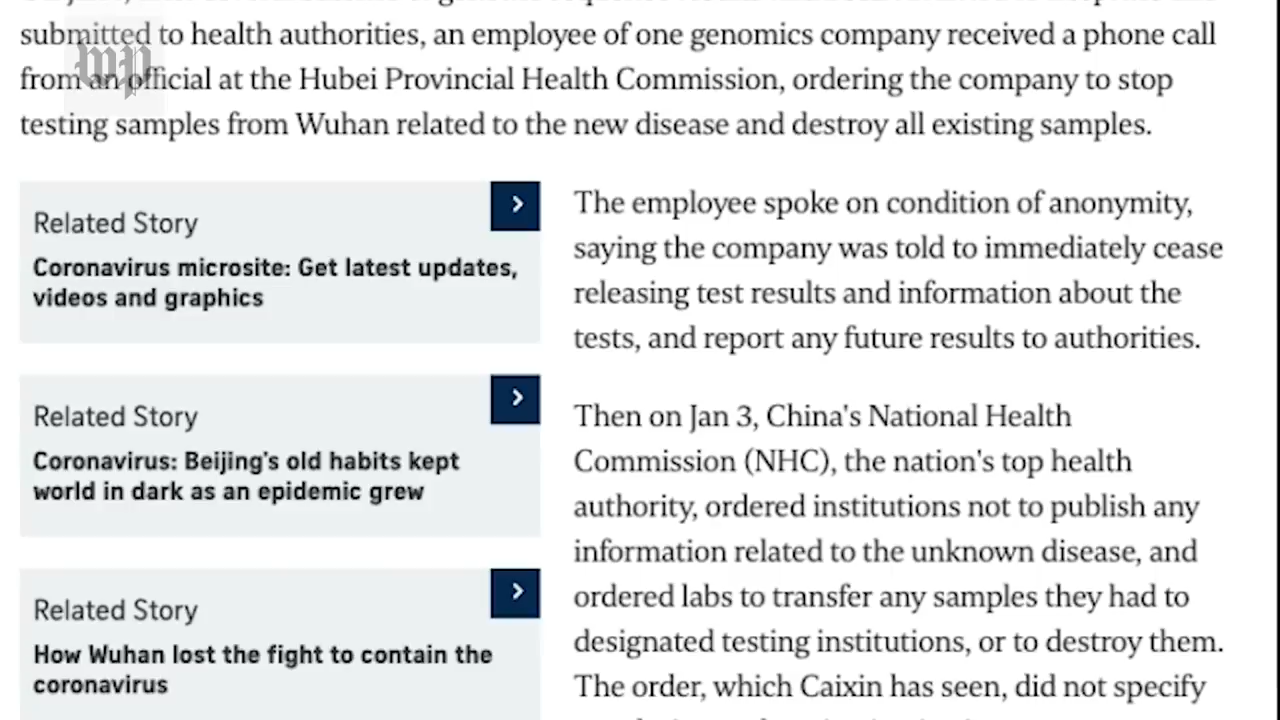 submitted to health authorities, an employee of one genomics company received a phone call
from an official at the Hubei Provincial Health Commission, ordering the company to stop
testing samples from Wuhan related to the new disease and destroy all existing samples.
wp
Related Story
Coronavirus microsite: Get latest updates,
videos and graphics
Related Story
Coronavirus: Beijing's old habits kept
world in dark as an epidemic grew
Related Story
How Wuhan lost the fight to contain the
coronavirus
The employee spoke on condition of anonymity,
saying the company was told to immediately cease
releasing test results and information about the
tests, and report any future results to authorities.
Then on Jan 3, China's National Health
Commission (NHC), the nation's top health
authority, ordered institutions not to publish any
information related to the unknown disease, and
ordered labs to transfer any samples they had to
designated testing institutions, or to destroy them.
The order, which Caixin has seen, did not specify